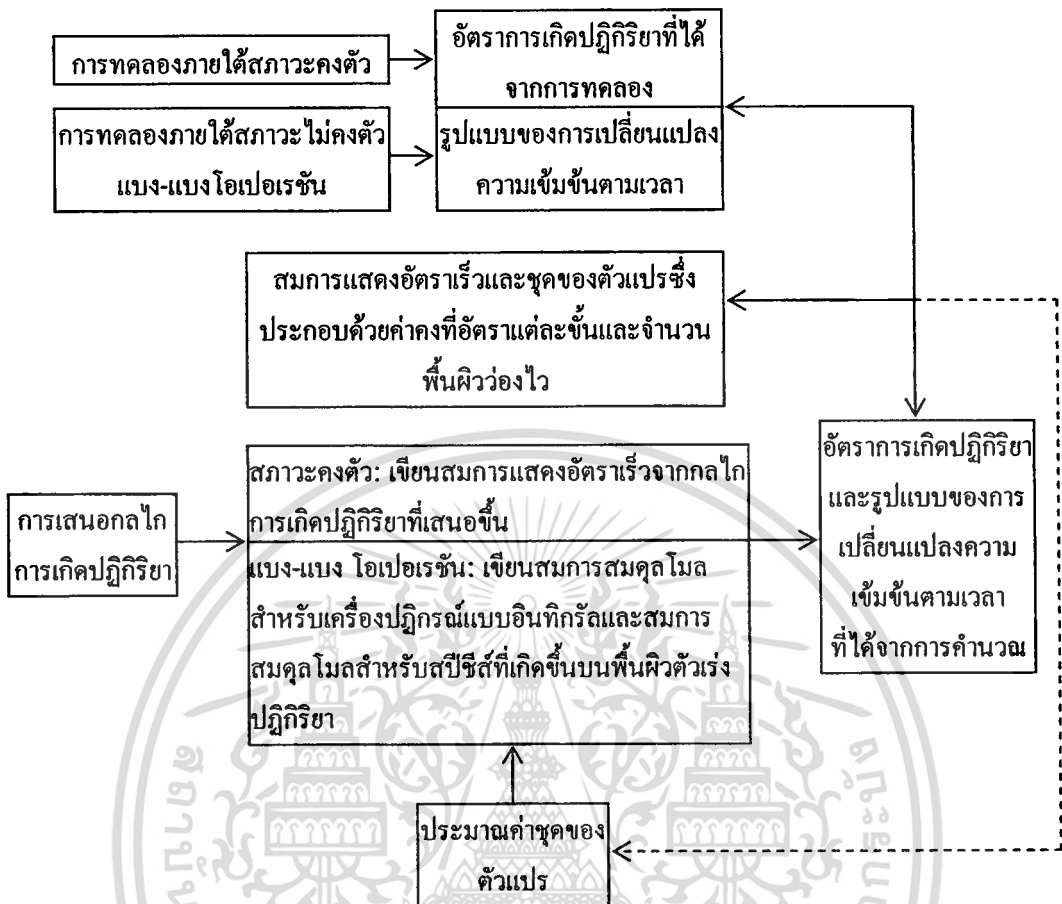 การทดลองภายใต้สภาวะคงตัว
อัตราการเกิดปฏิกิริยาที่ได้
จากการทดลอง
การทดลองภายใต้สภาวะไม่คงตัว
แบง-แบงโอเปอเรชัน
รูปแบบของการเปลี่ยนแปลง
ความเข้มข้นตามเวลา
สมการแสดงอัตราเร็วและชุดของตัวแปรซึ่ง
ประกอบด้วยค่าคงที่อัตราแต่ละขั้นและจำนวน
พื้นผิวว่องไว
การเสนอกลไก
การเกิดปฏิกิริยา
สภาวะคงตัว: เขียนสมการแสดงอัตราเร็วจากกลไก
การเกิดปฏิกิริยาที่เสนอขึ้น
แบง-แบง โอเปอเรชัน: เขียนสมการสมดุลโมล
สำหรับเครื่องปฏิกรณ์แบบอินทิกรัลและสมการ
สมดุลโมลสำหรับสปีชีส์ที่เกิดขึ้นบนพื้นผิวตัวเร่ง
ปฏิกิริยา
อัตราการเกิดปฏิกิริยา
และรูปแบบของการ
เปลี่ยนแปลงความ
เข้มข้นตามเวลา
ที่ได้จากการคำนวณ
ประมาณค่าชุดของ
ตัวแปร